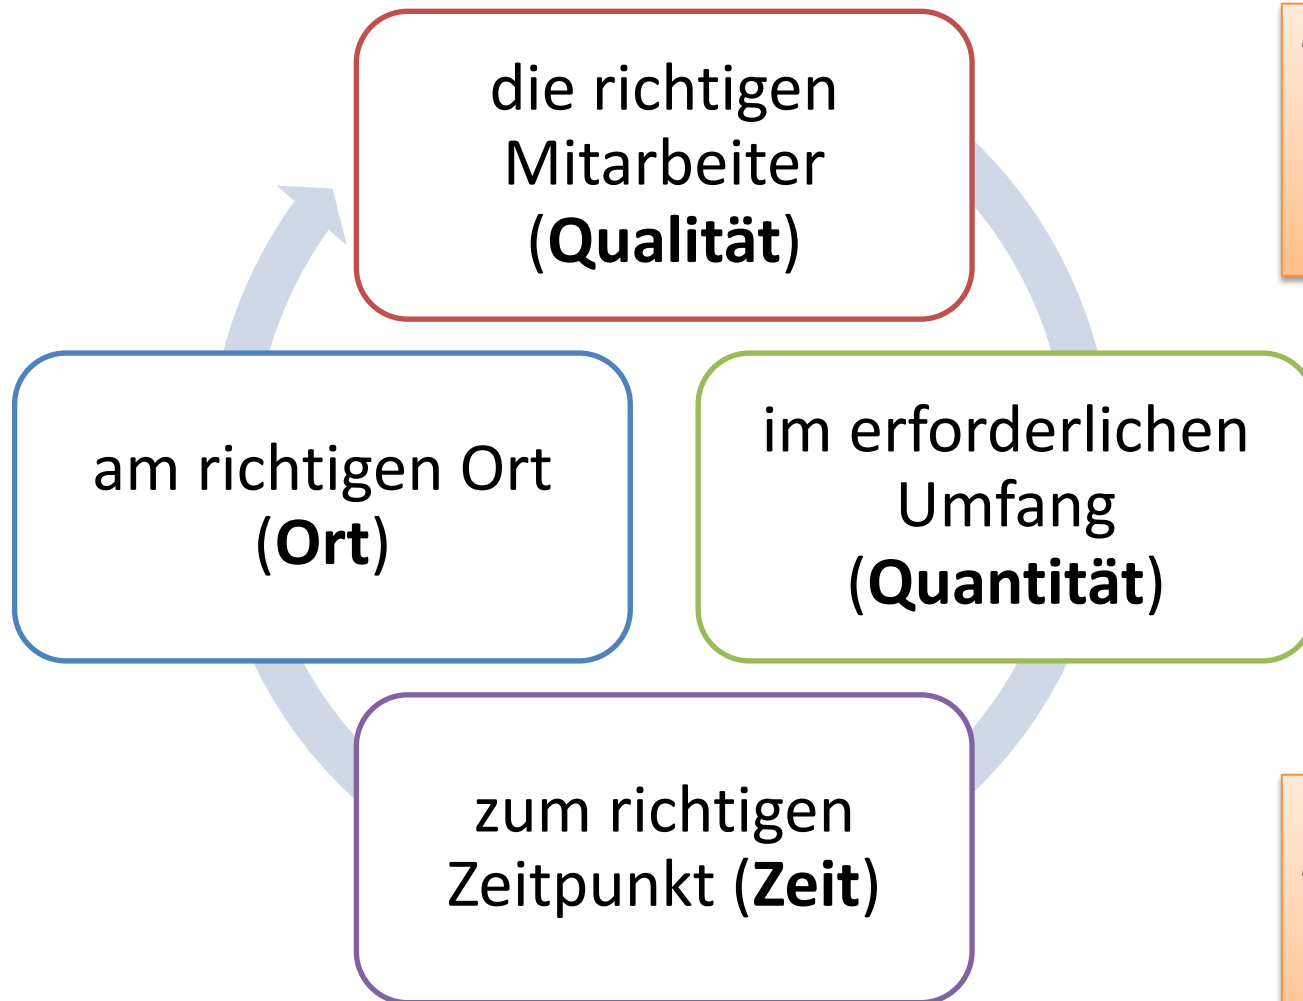 die richtigen
Mitarbeiter
(Qualität)
am richtigen Ort
(Ort)
im erforderlichen
Umfang
(Quantität)
zum richtigen
Zeitpunkt (Zeit)